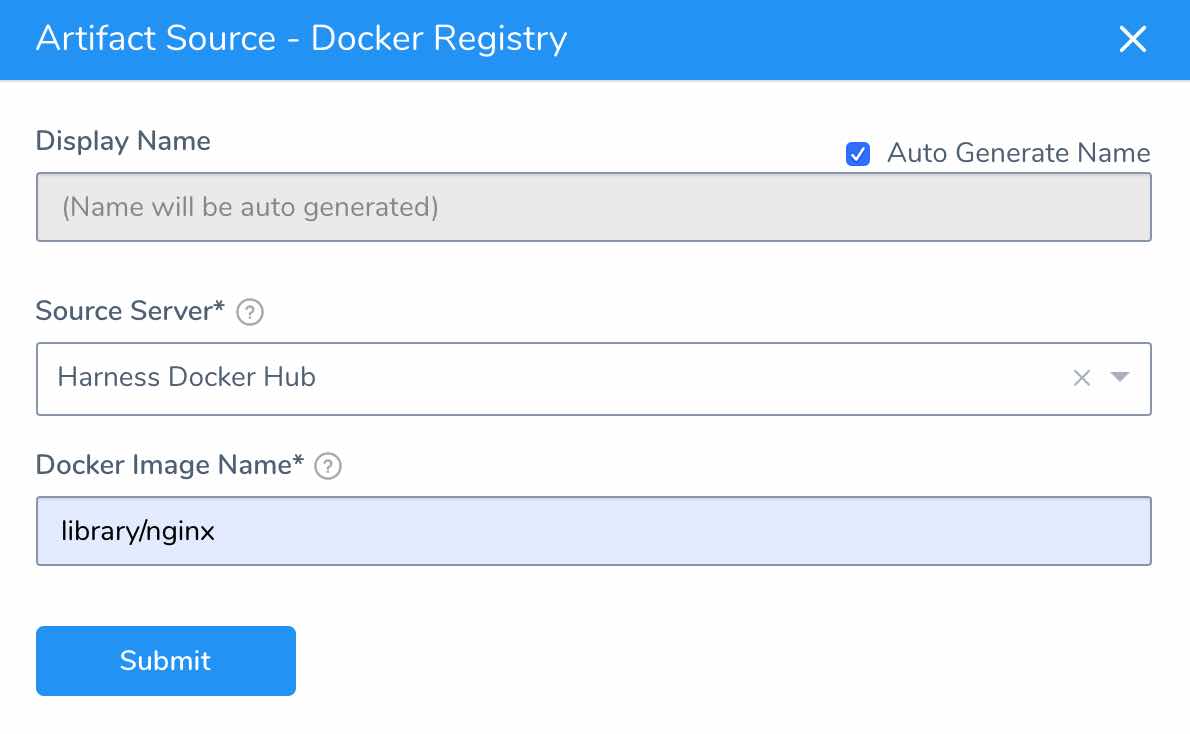 Artifact Source - Docker Registry
Display Name
Auto Generate Name
(Name will be auto generated)
Source Server* ?
Harness Docker Hub
Docker Image Name* ?
library/nginx
Submit